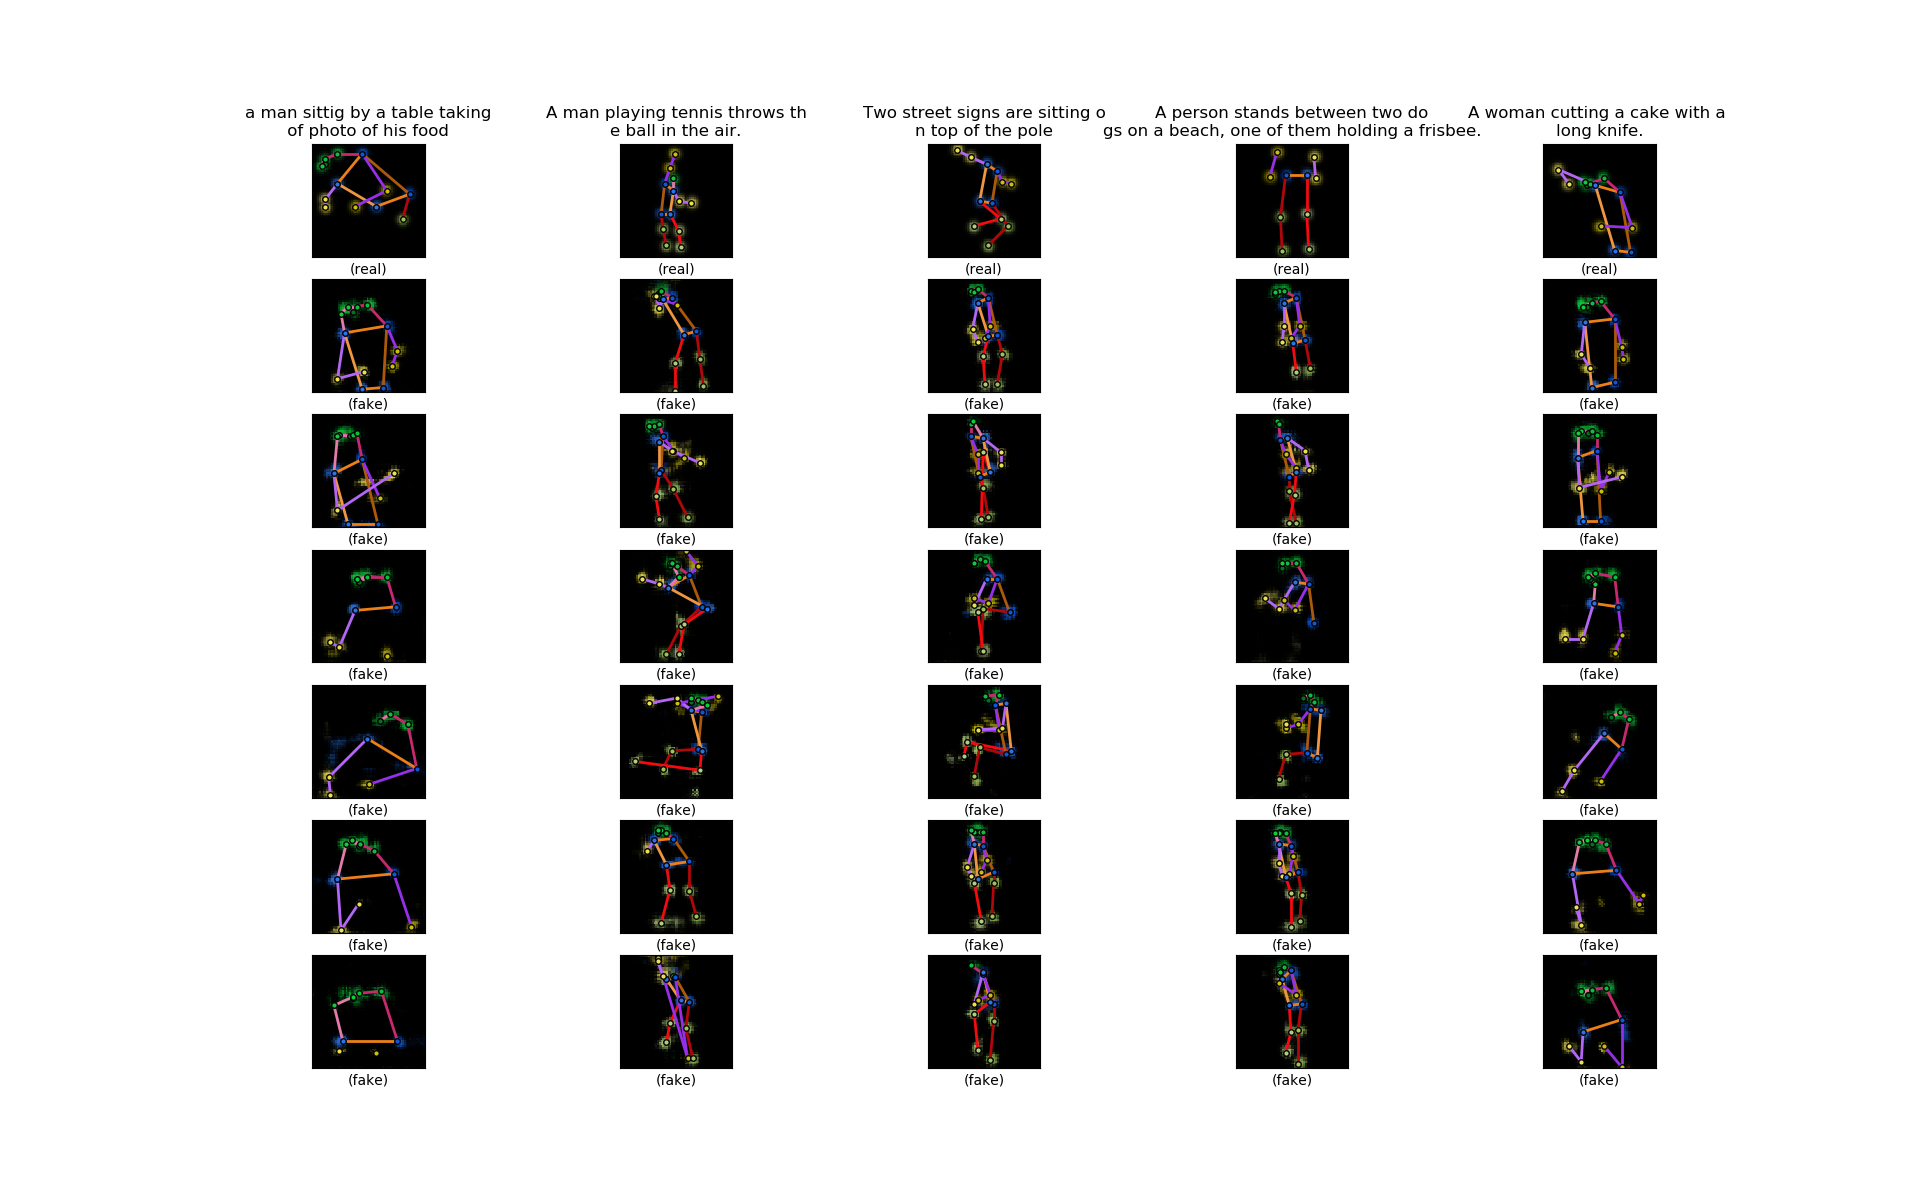 a man sittig by a table taking
of photo of his food
A man playing tennis throws th
e ball in the air.
Two street signs are sitting o
n top of the pole
A person stands between two do
gs on a beach, one of them holding a frisbee.
A woman cutting a cake with a
long knife.
(real) (real) (real) (real) (real)
(fake) (fake) (fake) (fake) (fake)
(fake) (fake) (fake) (fake) (fake)
(fake) (fake) (fake) (fake) (fake)
(fake) (fake) (fake) (fake) (fake)
(fake) (fake) (fake) (fake) (fake)
(fake) (fake) (fake) (fake) (fake)